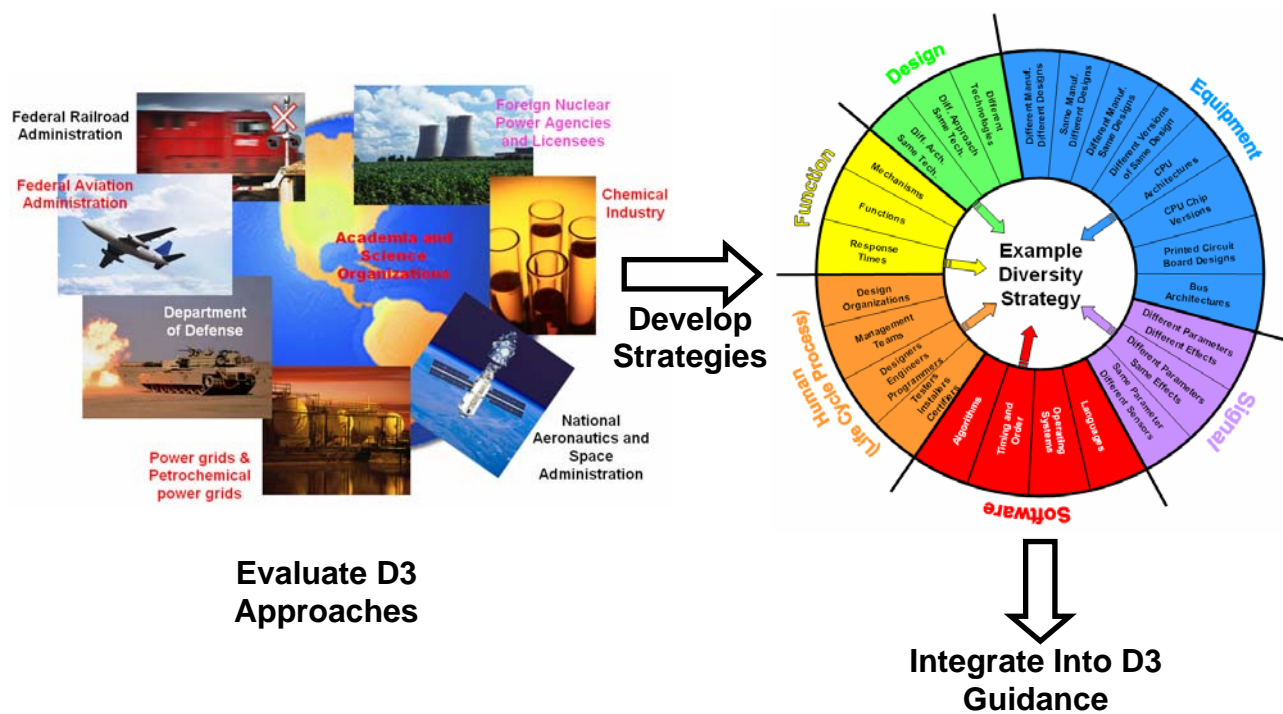 Federal Railroad
Administration
Foreign Nuclear
Power Agencies
and Licensees
Federal Aviation
Administration
Chemical
Industry
Academia and
Science
Organizations
Department
of Defense
National
Aeronautics and
Space
Administration
Power grids &
Petrochemical
power grids
Evaluate D3
Approaches
Develop
Strategies
Design
Diff. Arch.
Same Tech.
Diff. Approach
Same Tech.
Different
Technologies
Equipment
Different Manuf.
Different Designs
Same Manuf.
Different Designs
Different Manuf.
Same Designs
Different Versions
of Same Design
CPU
Architectures
CPU Chip
Versions
Printed Circuit
Board Designs
Bus
Architectures
Signal
Different Parameters
Different Effects
Different Parameters
Same Effects
Same Parameter
Different Sensors
Software
Languages
Operating
Systems
Timing and
Order
Algorithms
Human
(Life Cycle Process)
Designers
Engineers
Programmers
Testers
Installers
Certifiers
Management
Teams
Design
Organizations
Function
Response
Times
Functions
Mechanisms
Example
Diversity
Strategy
Integrate Into D3
Guidance